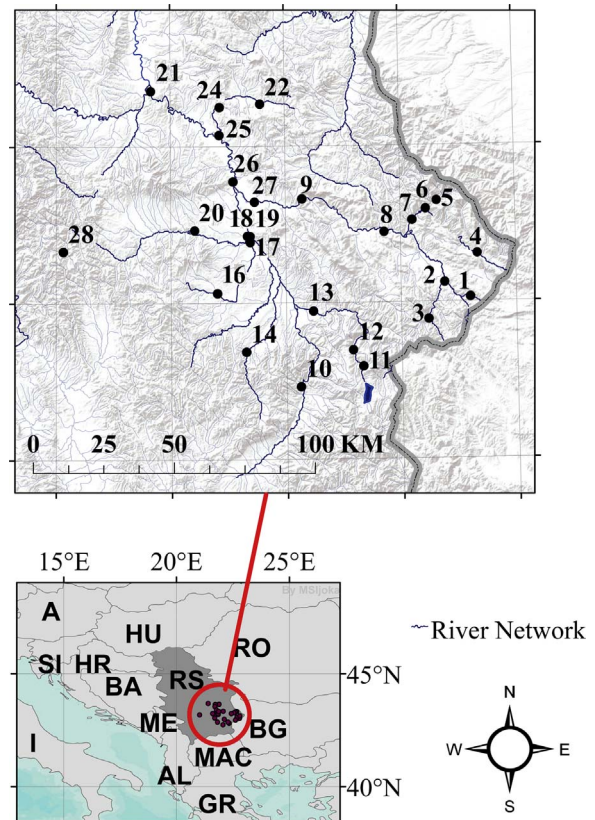 21
24
22
25
26
27
9
6
5
7
20
18
19
8
28
17
4
2
1
16
13
3
14
12
11
10
0
25
50
100 KM
15°E
20°E
25°E
By MSIjoka
A
HU
RO
River Network
SI
HR
RS
45°N
BA
ME
BG
N
I
MAC
W
E
AL
40°N
GR
S